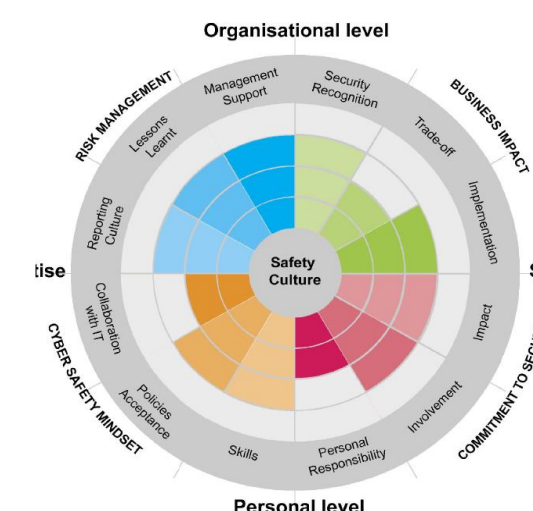 Organisational level
RISK MANAGEMENT
BUSINESS IMPACT
Management
Support
Security
Recognition
Lessons
Learnt
Trade-off
Reporting
Culture
Implementation
Safety
Culture
tise
Collaboration
with IT
Impact
CYBER SAFETY MINDSET
COMMITMENT TO
Policies
Acceptance
Involvement
Skills
Personal
Responsibility
Personal level